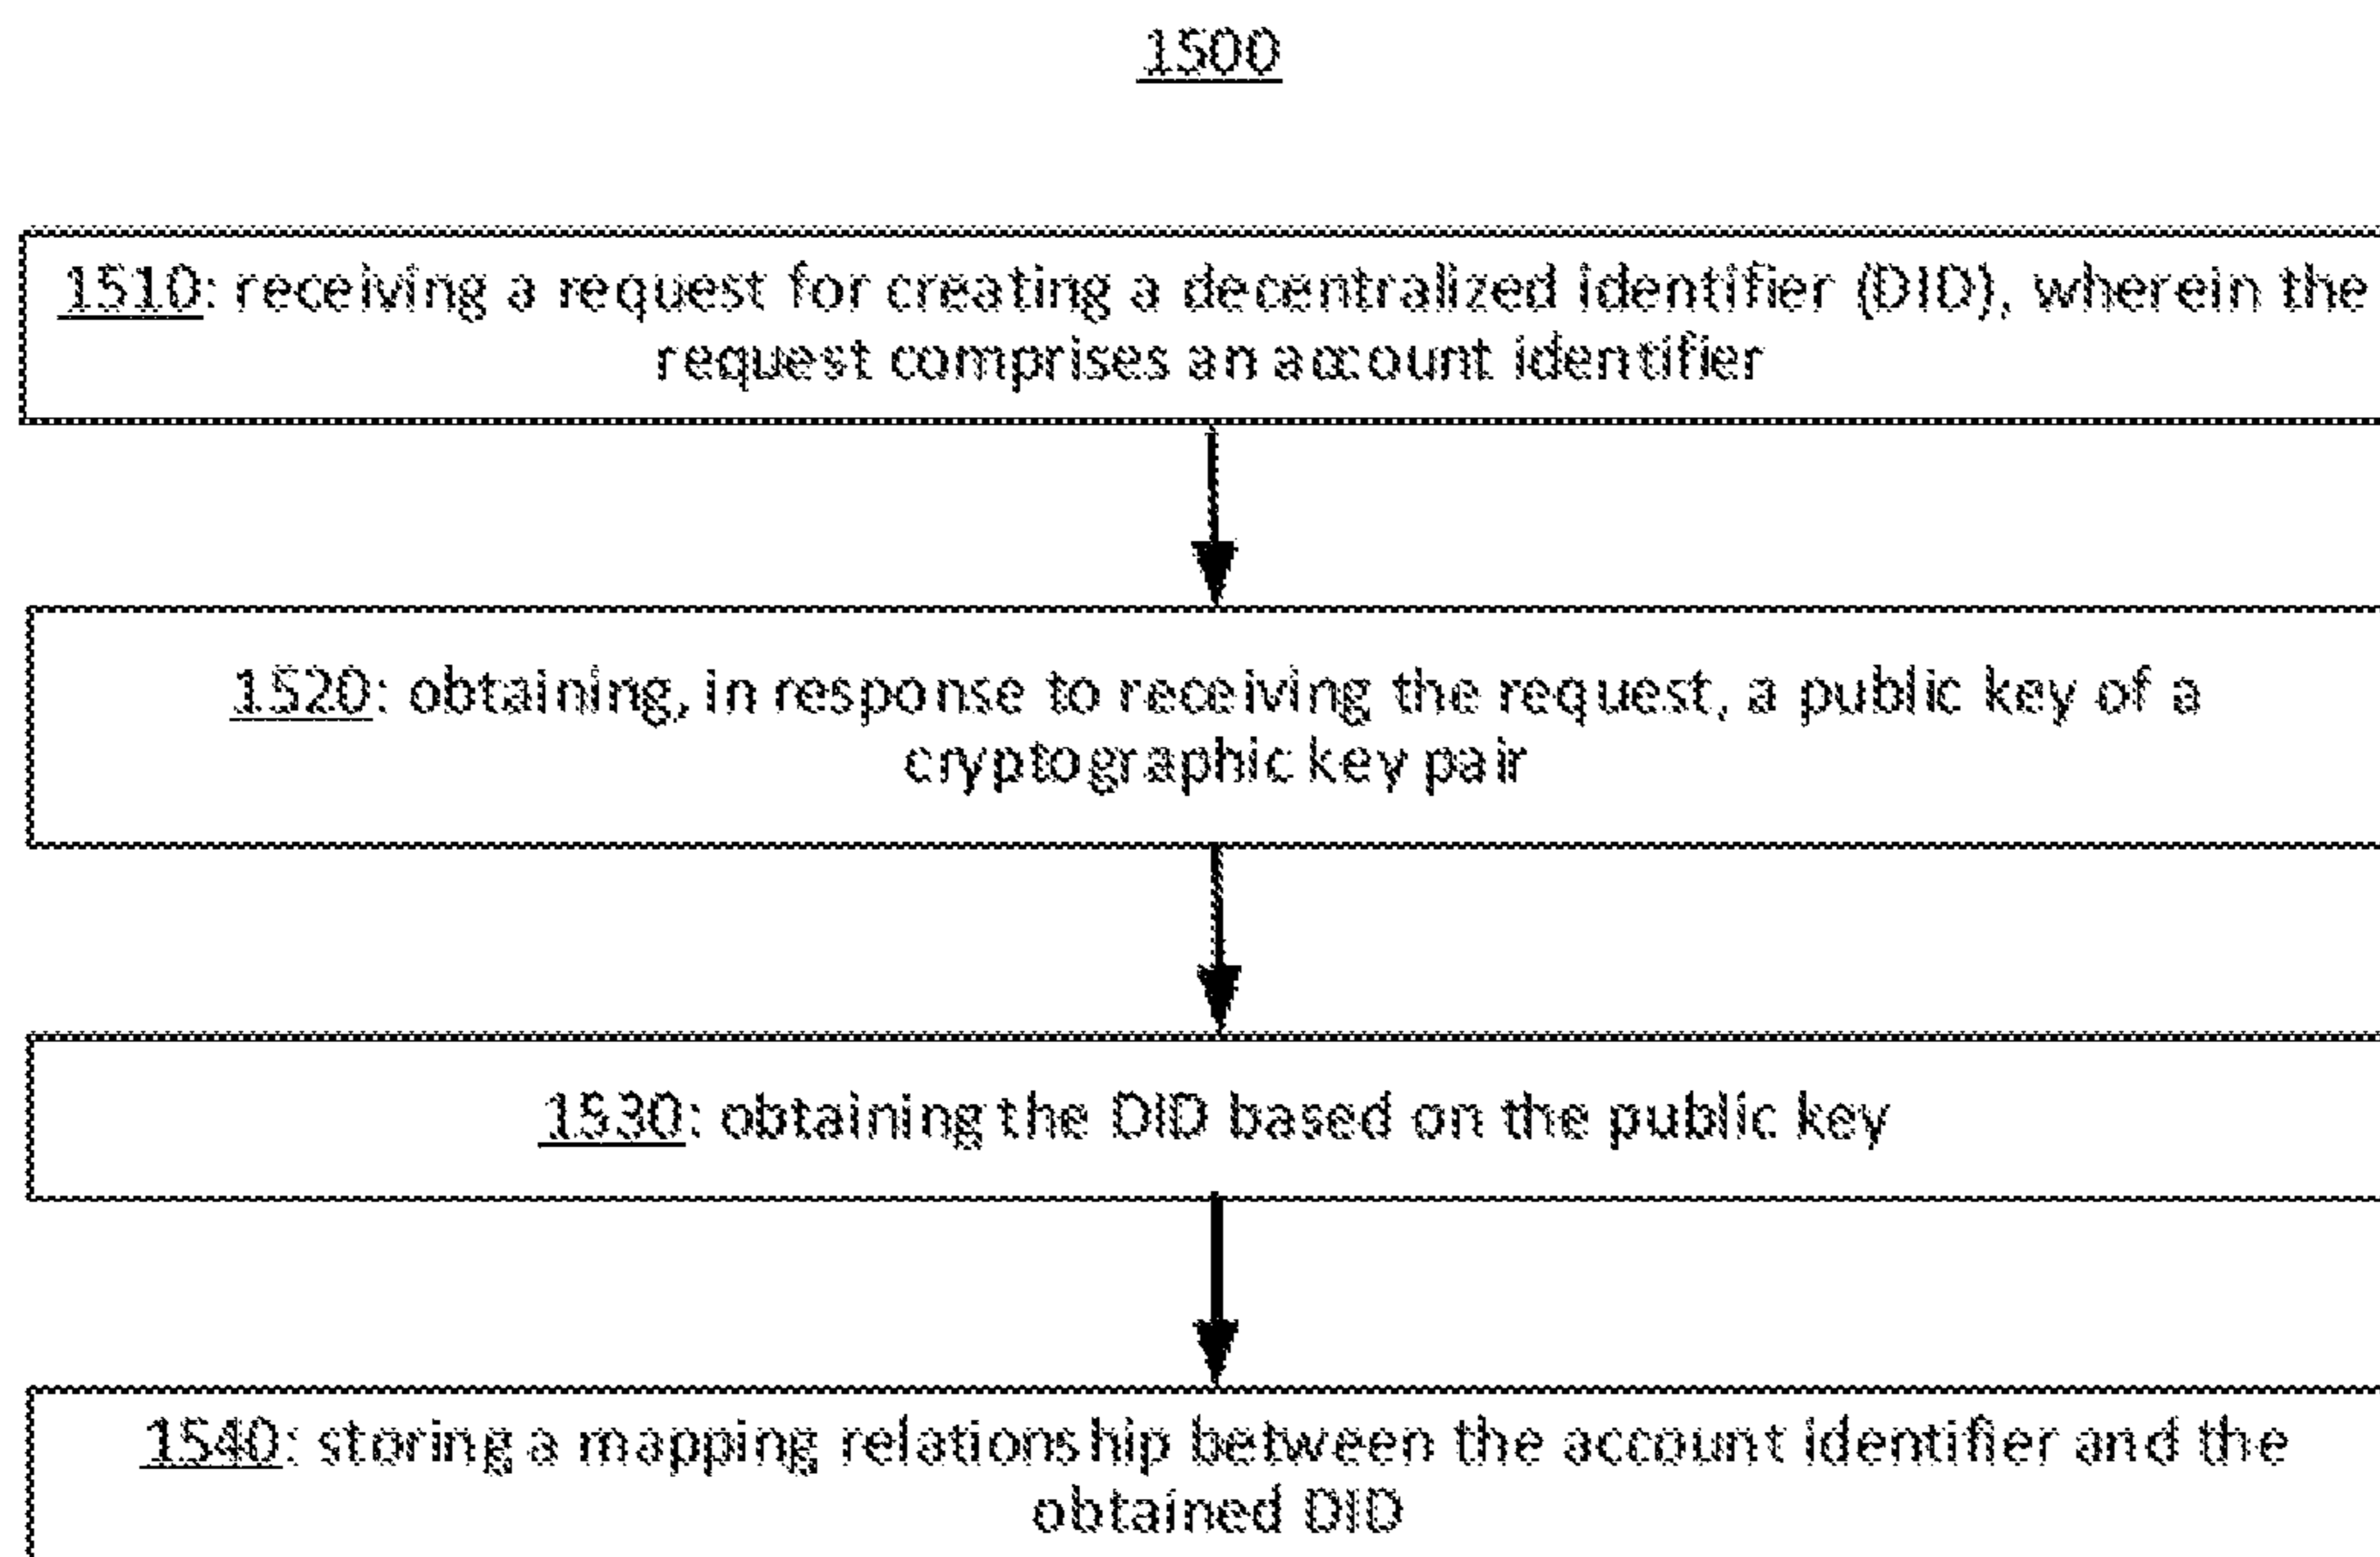 1500
1510: receiving a request for creating a decentralized identifier (DID), wherein the
request comprises an account identifier
1520: obtaining, in response to receiving the request, a public key of a
cryptographic key pair
1530: obtaining the DID based on the public key
1540: storing a mapping relationship between the account identifier and the
obtained DID